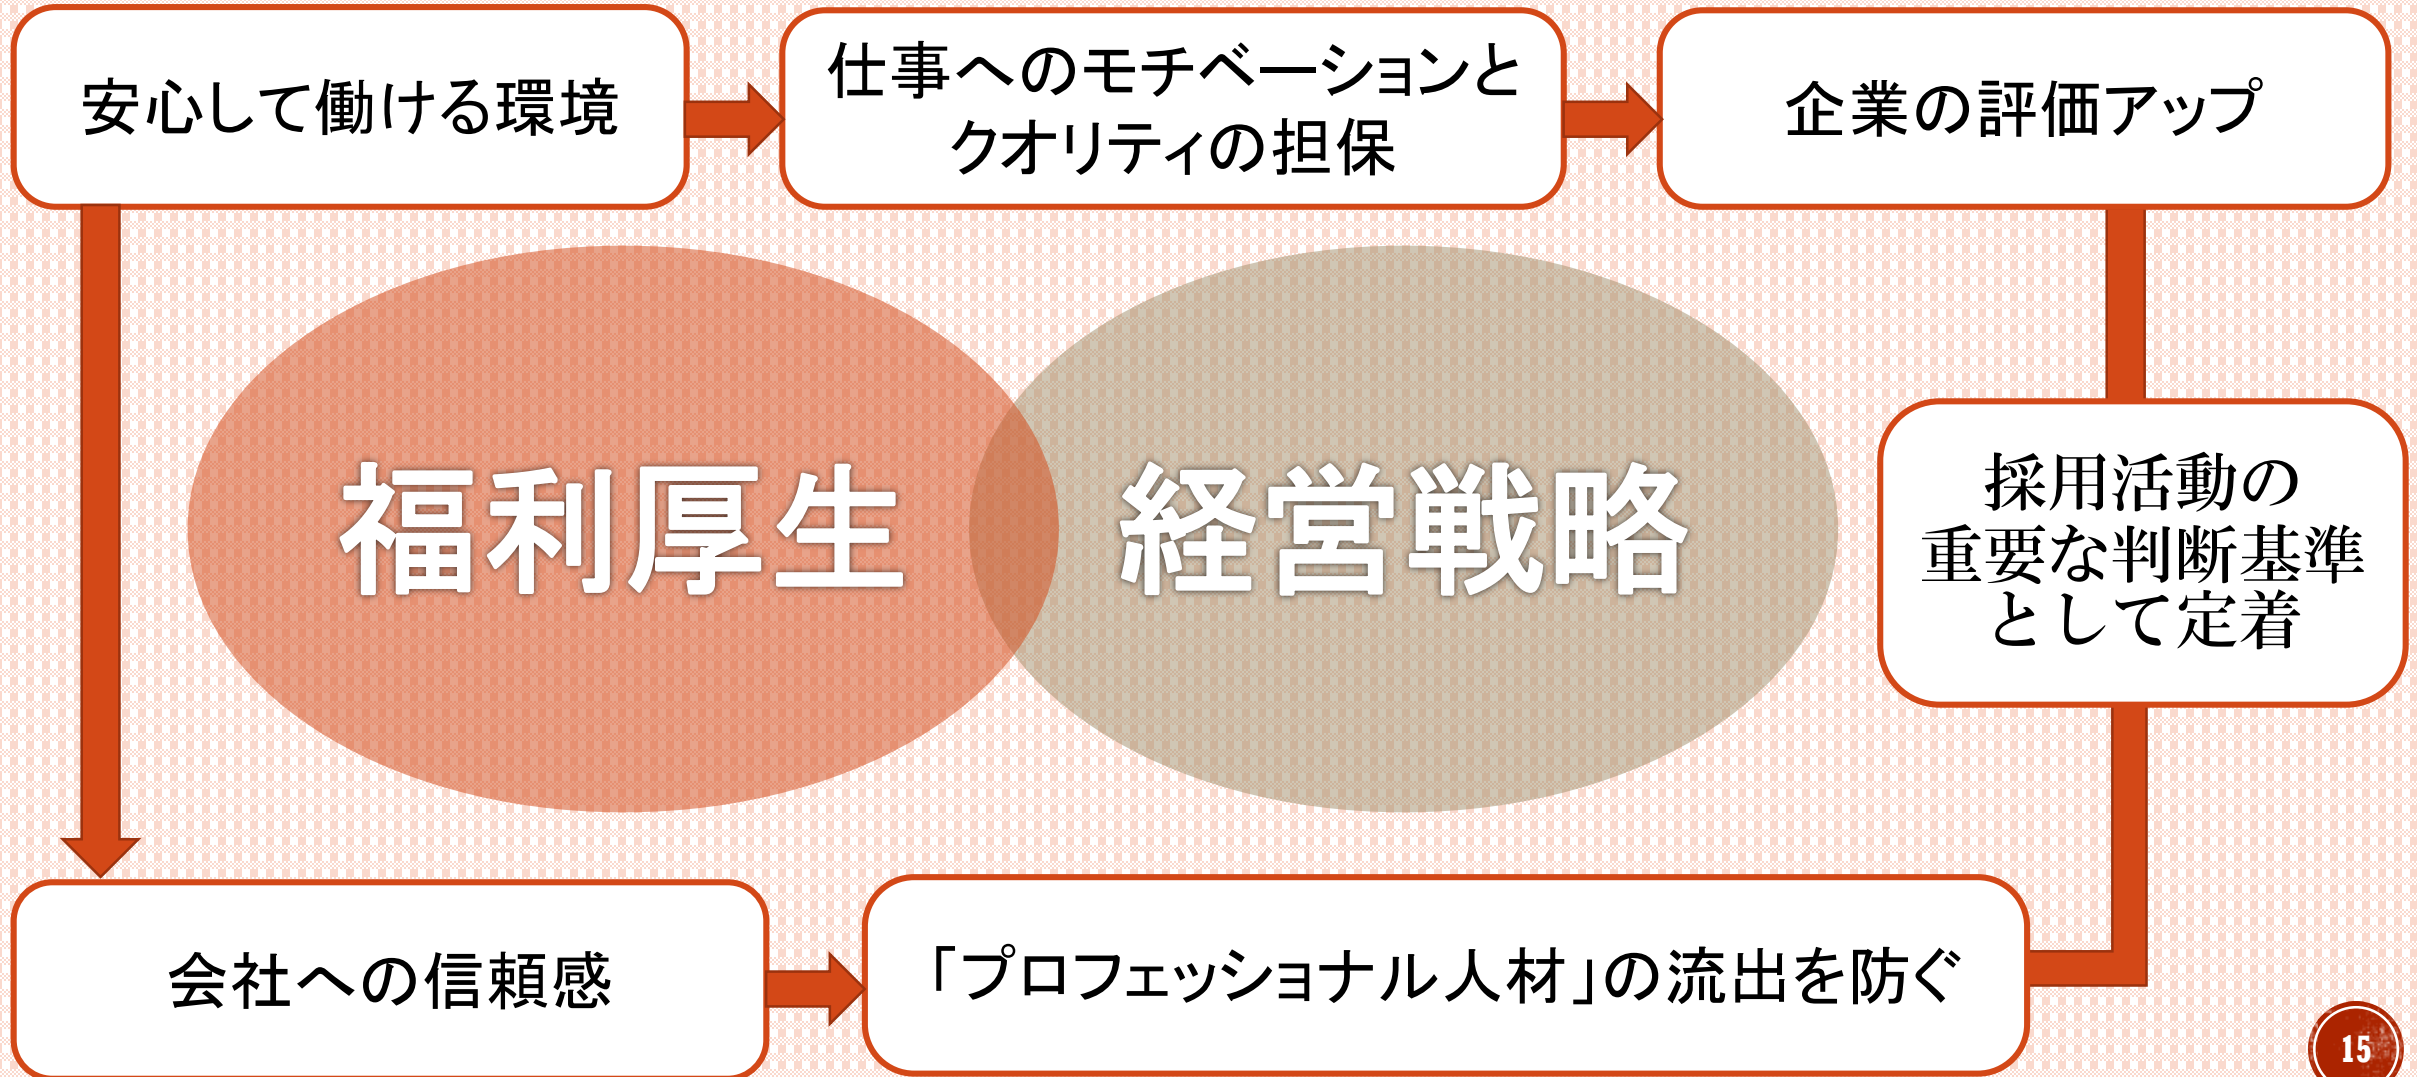 安心して働ける環境
仕事へのモチベーションと
クオリティの担保
企業の評価アップ
福利厚生
経営戦略
採用活動の
重要な判断基準
として定着
会社への信頼感
「プロフェッショナル人材」の流出を防ぐ
15